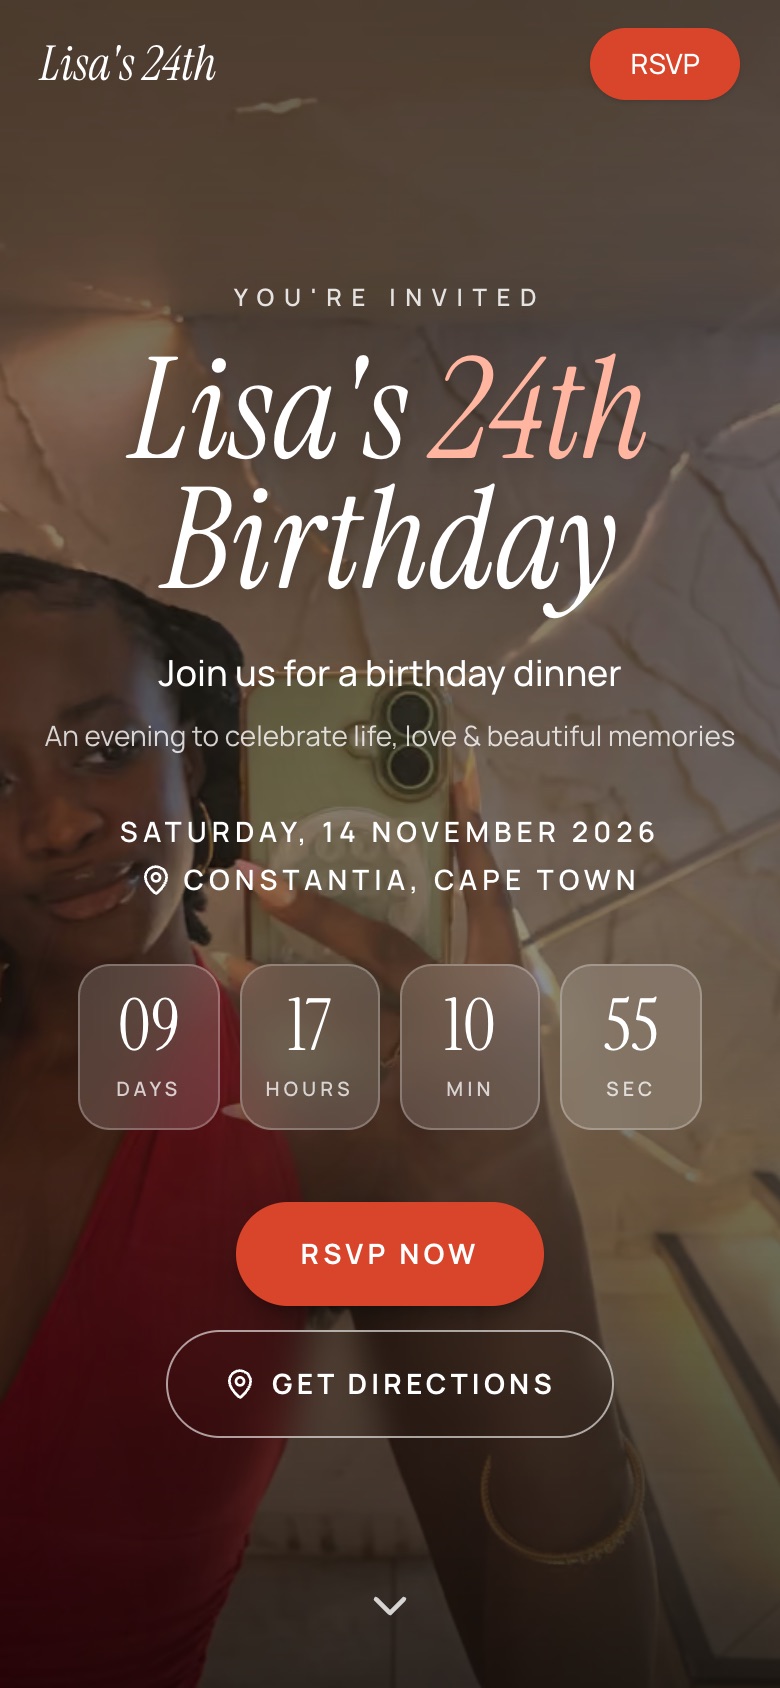 Lisa's 24th
RSVP
YOU'RE INVITED
Lisa's 24th
Birthday
Join us for a birthday dinner
An evening to celebrate life, love & beautiful memories
SATURDAY, 14 NOVEMBER 2026
CONSTANTIA, CAPE TOWN
09 17 10 55
DAYS HOURS MIN SEC
RSVP NOW
GET DIRECTIONS